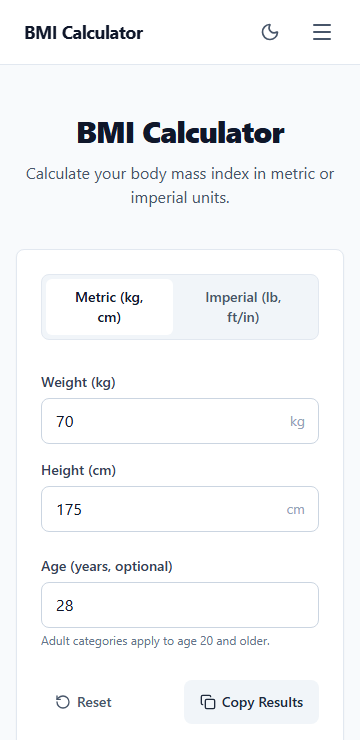 BMI Calculator
BMI Calculator
Calculate your body mass index in metric or
imperial units.
Metric (kg,
cm)
Imperial (lb,
ft/in)
Weight (kg)
70 kg
Height (cm)
175 cm
Age (years, optional)
28
Adult categories apply to age 20 and older.
Reset
Copy Results